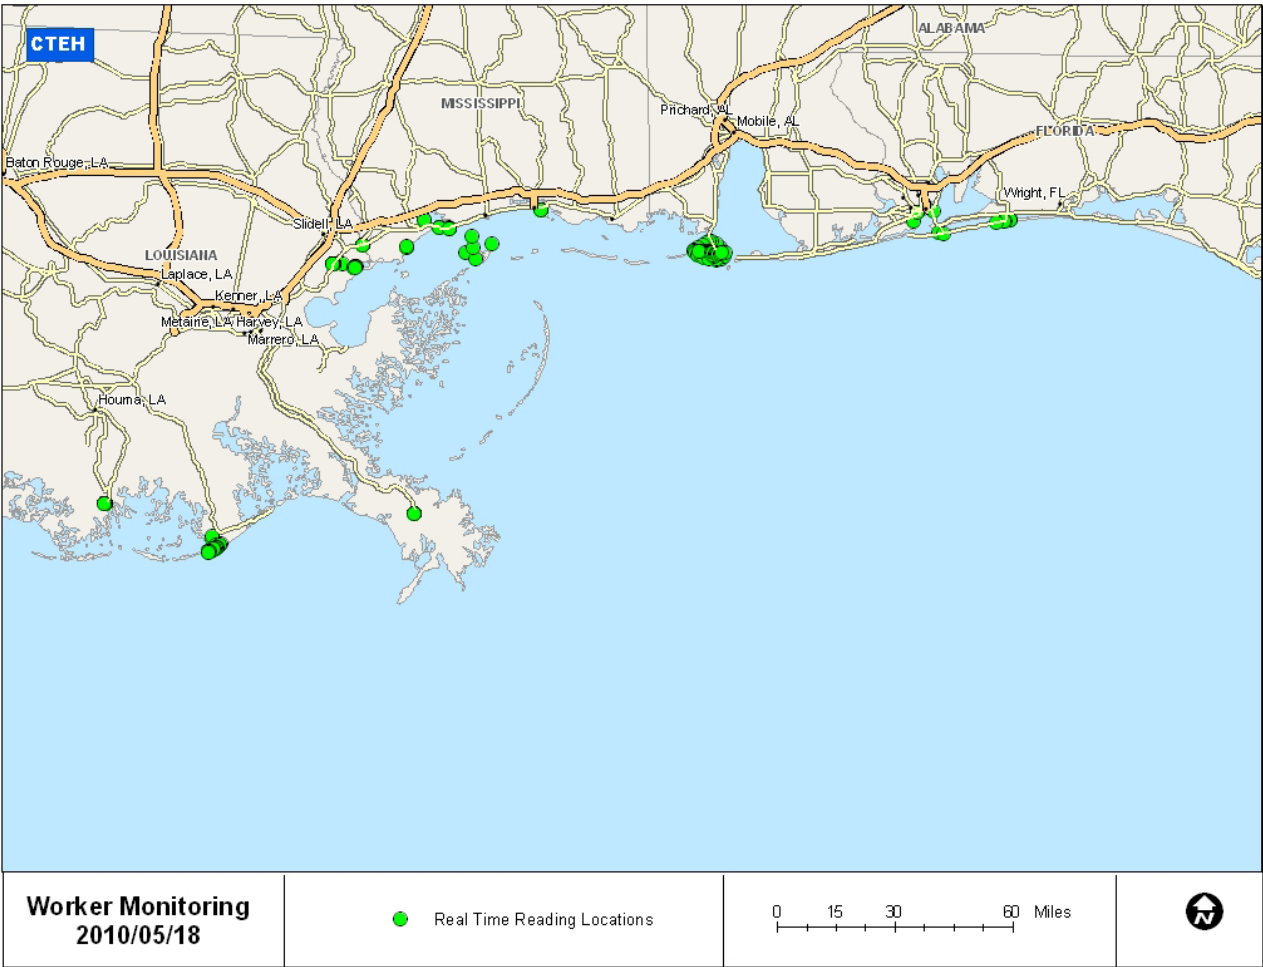 CTEH
ALABAMA
MISSISSIPPI
Prichard, AL
Mobile, AL
FLORIDA
Baton Rouge, LA
Wright, FL
Slidell, LA
LOUISIANA
Laplace, LA
Kenner, LA
Metairie, LA Harvey, LA
Marrero, LA
Houma, LA
Worker Monitoring
2010/05/18
Real Time Reading Locations
0 15 30 60 Miles
N